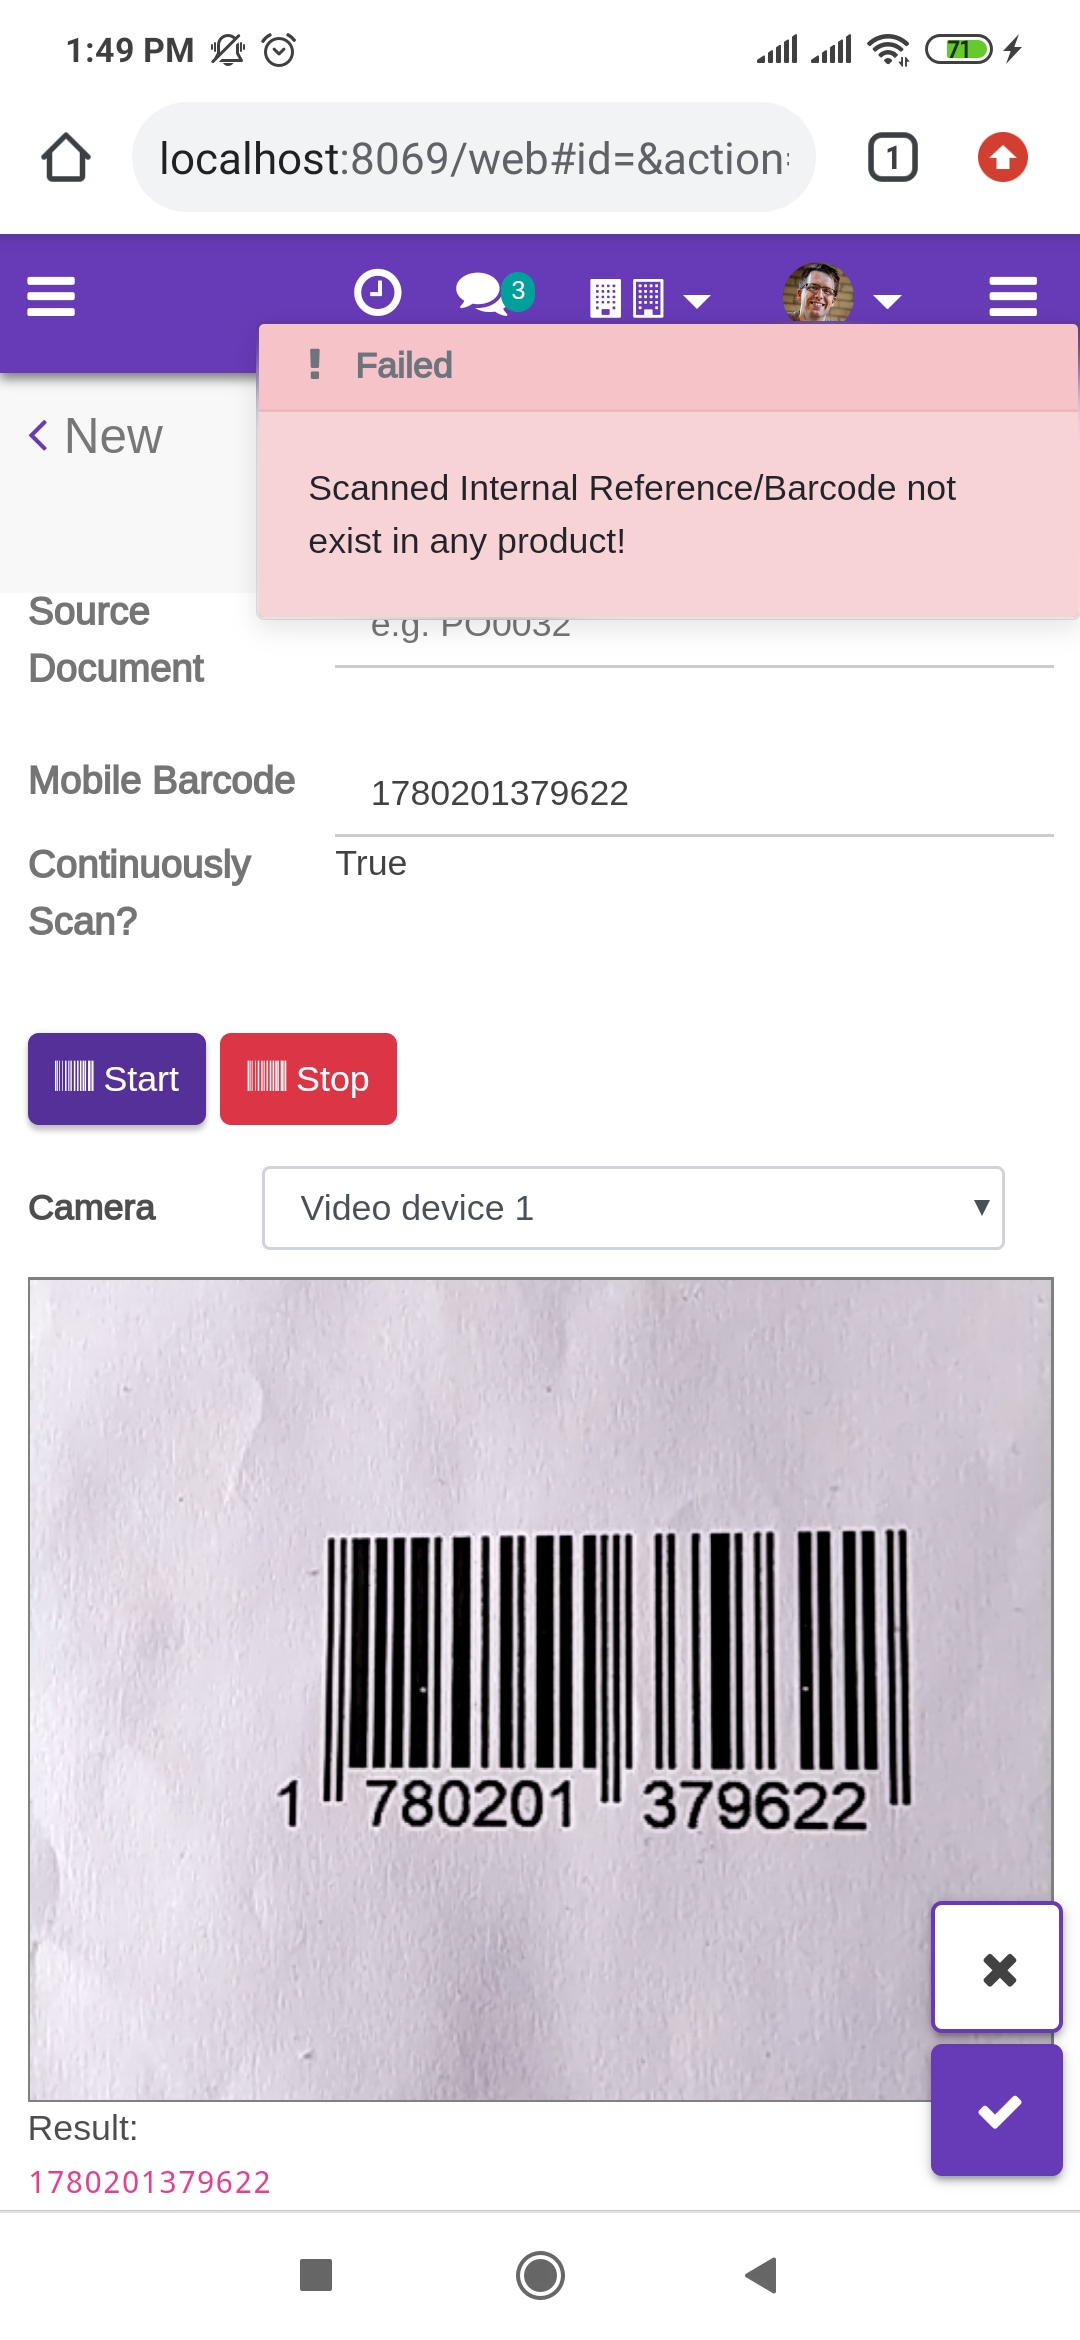 1:49 PM
71
localhost:8069/web#id=&action
1
3
Failed
Scanned Internal Reference/Barcode not
exist in any product!
New
Source
Document
e.g. PO0032
Mobile Barcode
1780201379622
Continuously
Scan?
True
Start
Stop
Camera
Video device 1
1 780201 379622
Result:
1780201379622